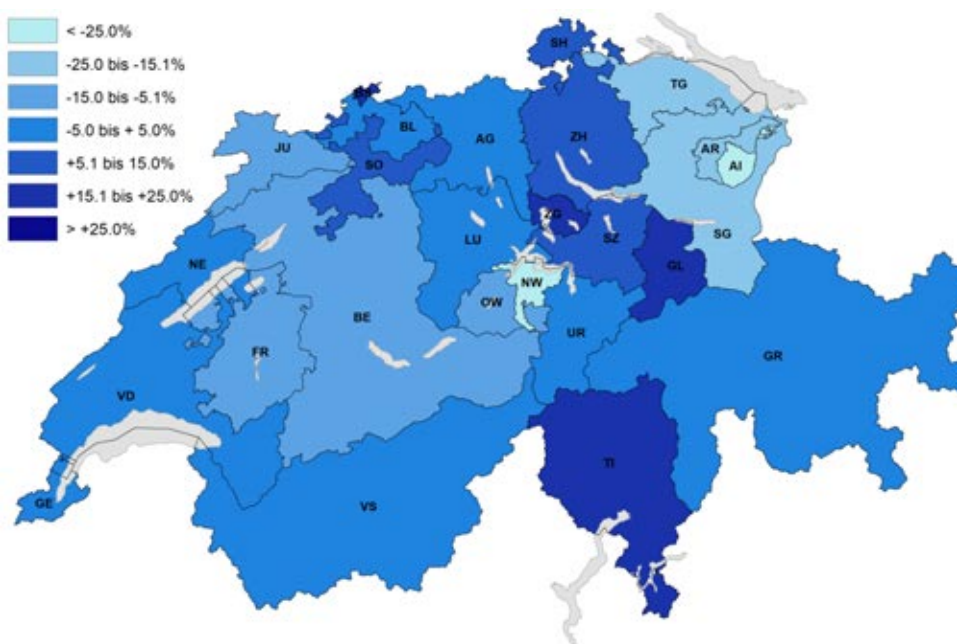 < -25.0%
-25.0 bis -15.1%
-15.0 bis -5.1%
-5.0 bis + 5.0%
+5.1 bis 15.0%
+15.1 bis +25.0%
> +25.0%
SH
TG
BL
AG
ZH
JU
SO
AR
AI
ZG
LU
SZ
SG
NE
GL
NW
OW
BE
UR
FR
GR
VD
TI
GE
VS